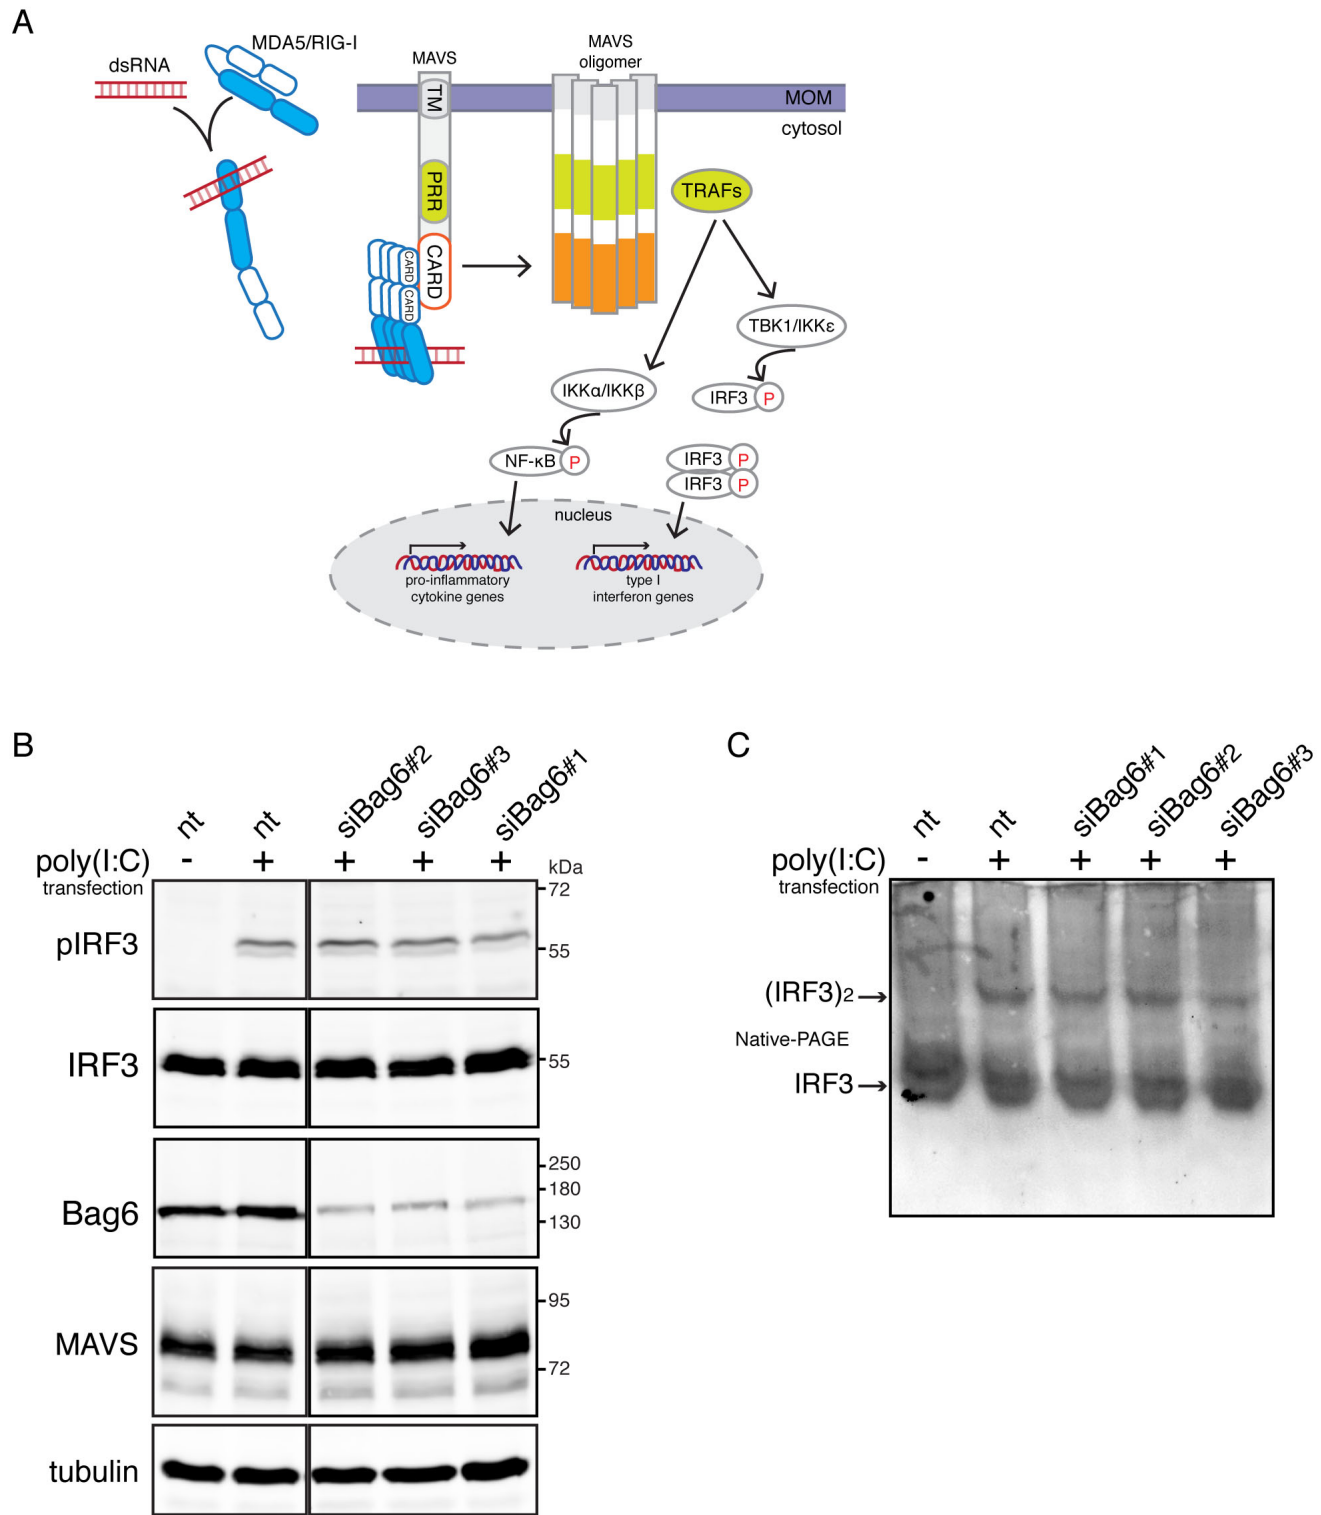 A
MDA5/RIG-I
dsRNA
MAVS
MAVS
oligomer
TM
MOM
cytosol
PRR
TRAFs
CARD
CARD
CARD
TBK1/IKKε
IKKα/IKKβ
IRF3 P
NF-κB P
IRF3 P
IRF3 P
nucleus
pro-inflammatory
cytokine genes
type I
interferon genes
B
nt
nt
siBag6#2
siBag6#3
siBag6#1
poly(I:C) - + + + +
transfection
kDa
72
pIRF3
55
IRF3
55
250
180
Bag6
130
95
MAVS
72
tubulin
C
nt
nt
siBag6#1
siBag6#2
siBag6#3
poly(I:C) - + + + +
transfection
(IRF3)2
Native-PAGE
IRF3